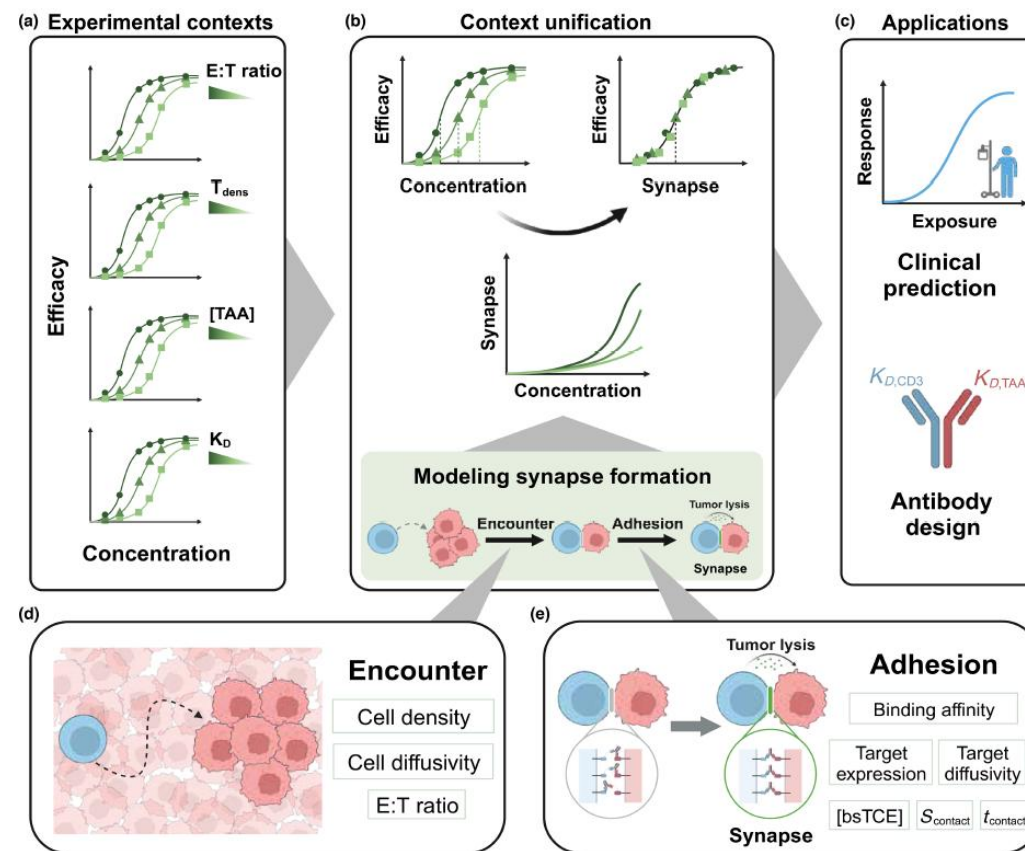 (a) Experimental contexts
E:T ratio
Tdens
[TAA]
KD
Efficacy
Concentration
(b) Context unification
Efficacy
Concentration
Efficacy
Synapse
Synapse
Concentration
Modeling synapse formation
Encounter
Adhesion
Tumor lysis
Synapse
(c) Applications
Response
Exposure
Clinical
prediction
KD,CD3
KD,TAA
Antibody
design
(d)
Encounter
Cell density
Cell diffusivity
E:T ratio
(e)
Tumor lysis
Synapse
Adhesion
Binding affinity
Target
expression
Target
diffusivity
[bsTCE]
Scontact
tcontact